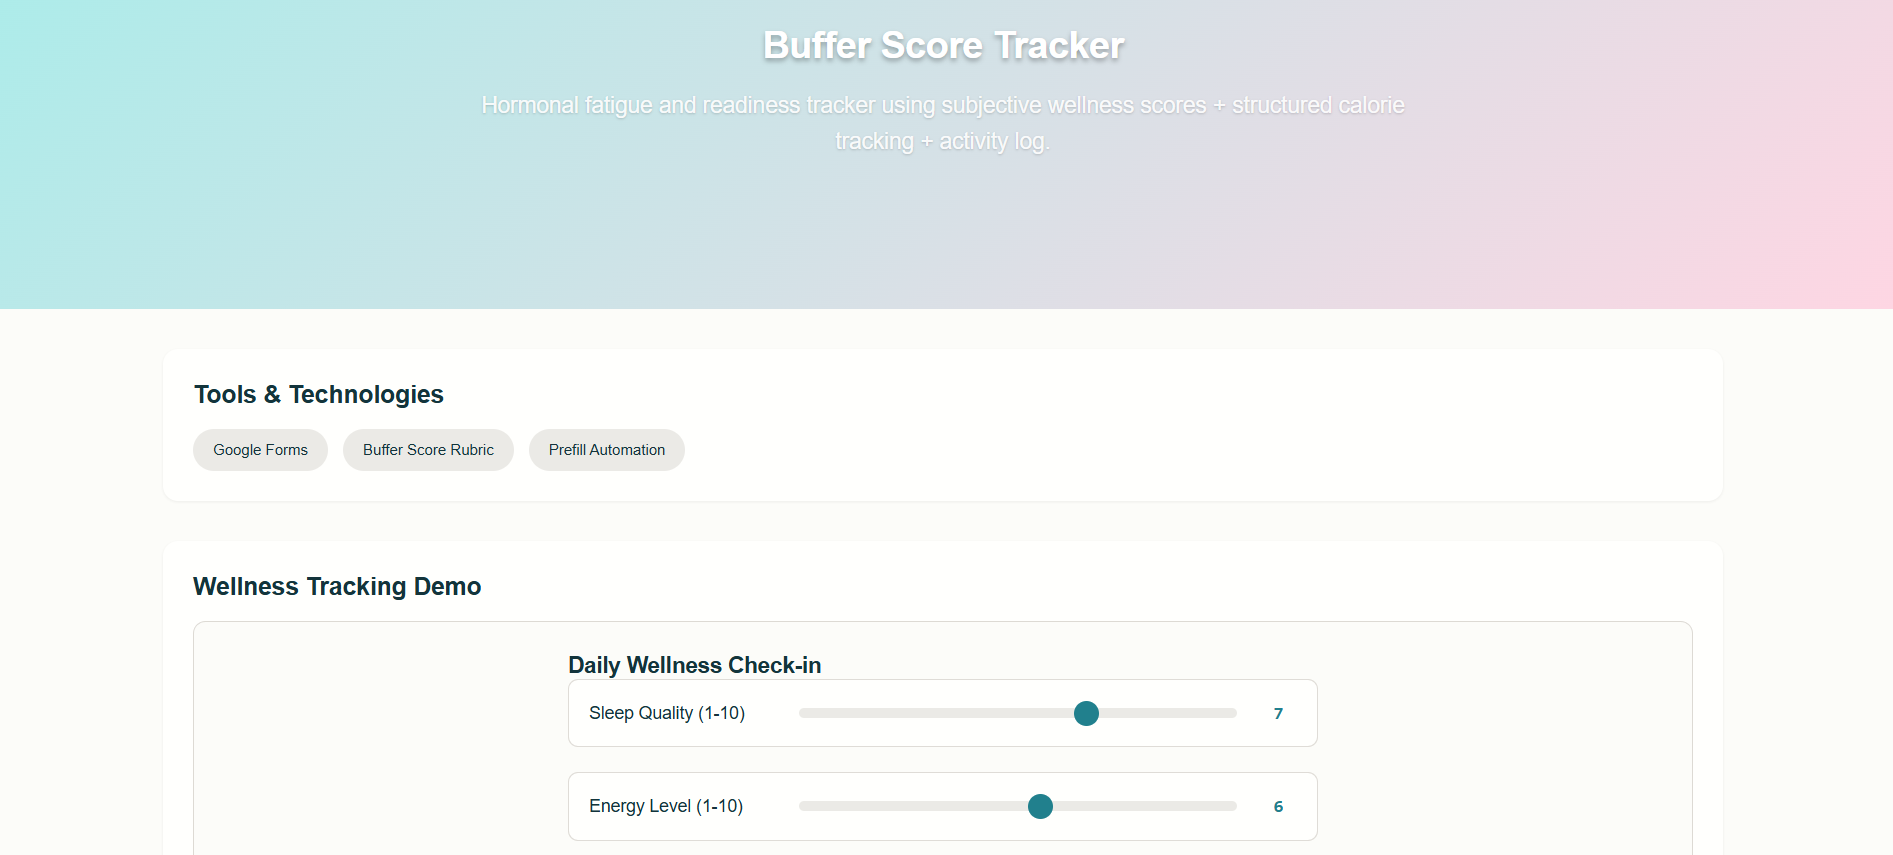 Buffer Score Tracker
Hormonal fatigue and readiness tracker using subjective wellness scores + structured calorie
tracking + activity log.
Tools & Technologies
Google Forms
Buffer Score Rubric
Prefill Automation
Wellness Tracking Demo
Daily Wellness Check-in
Sleep Quality (1-10) 7
Energy Level (1-10) 6